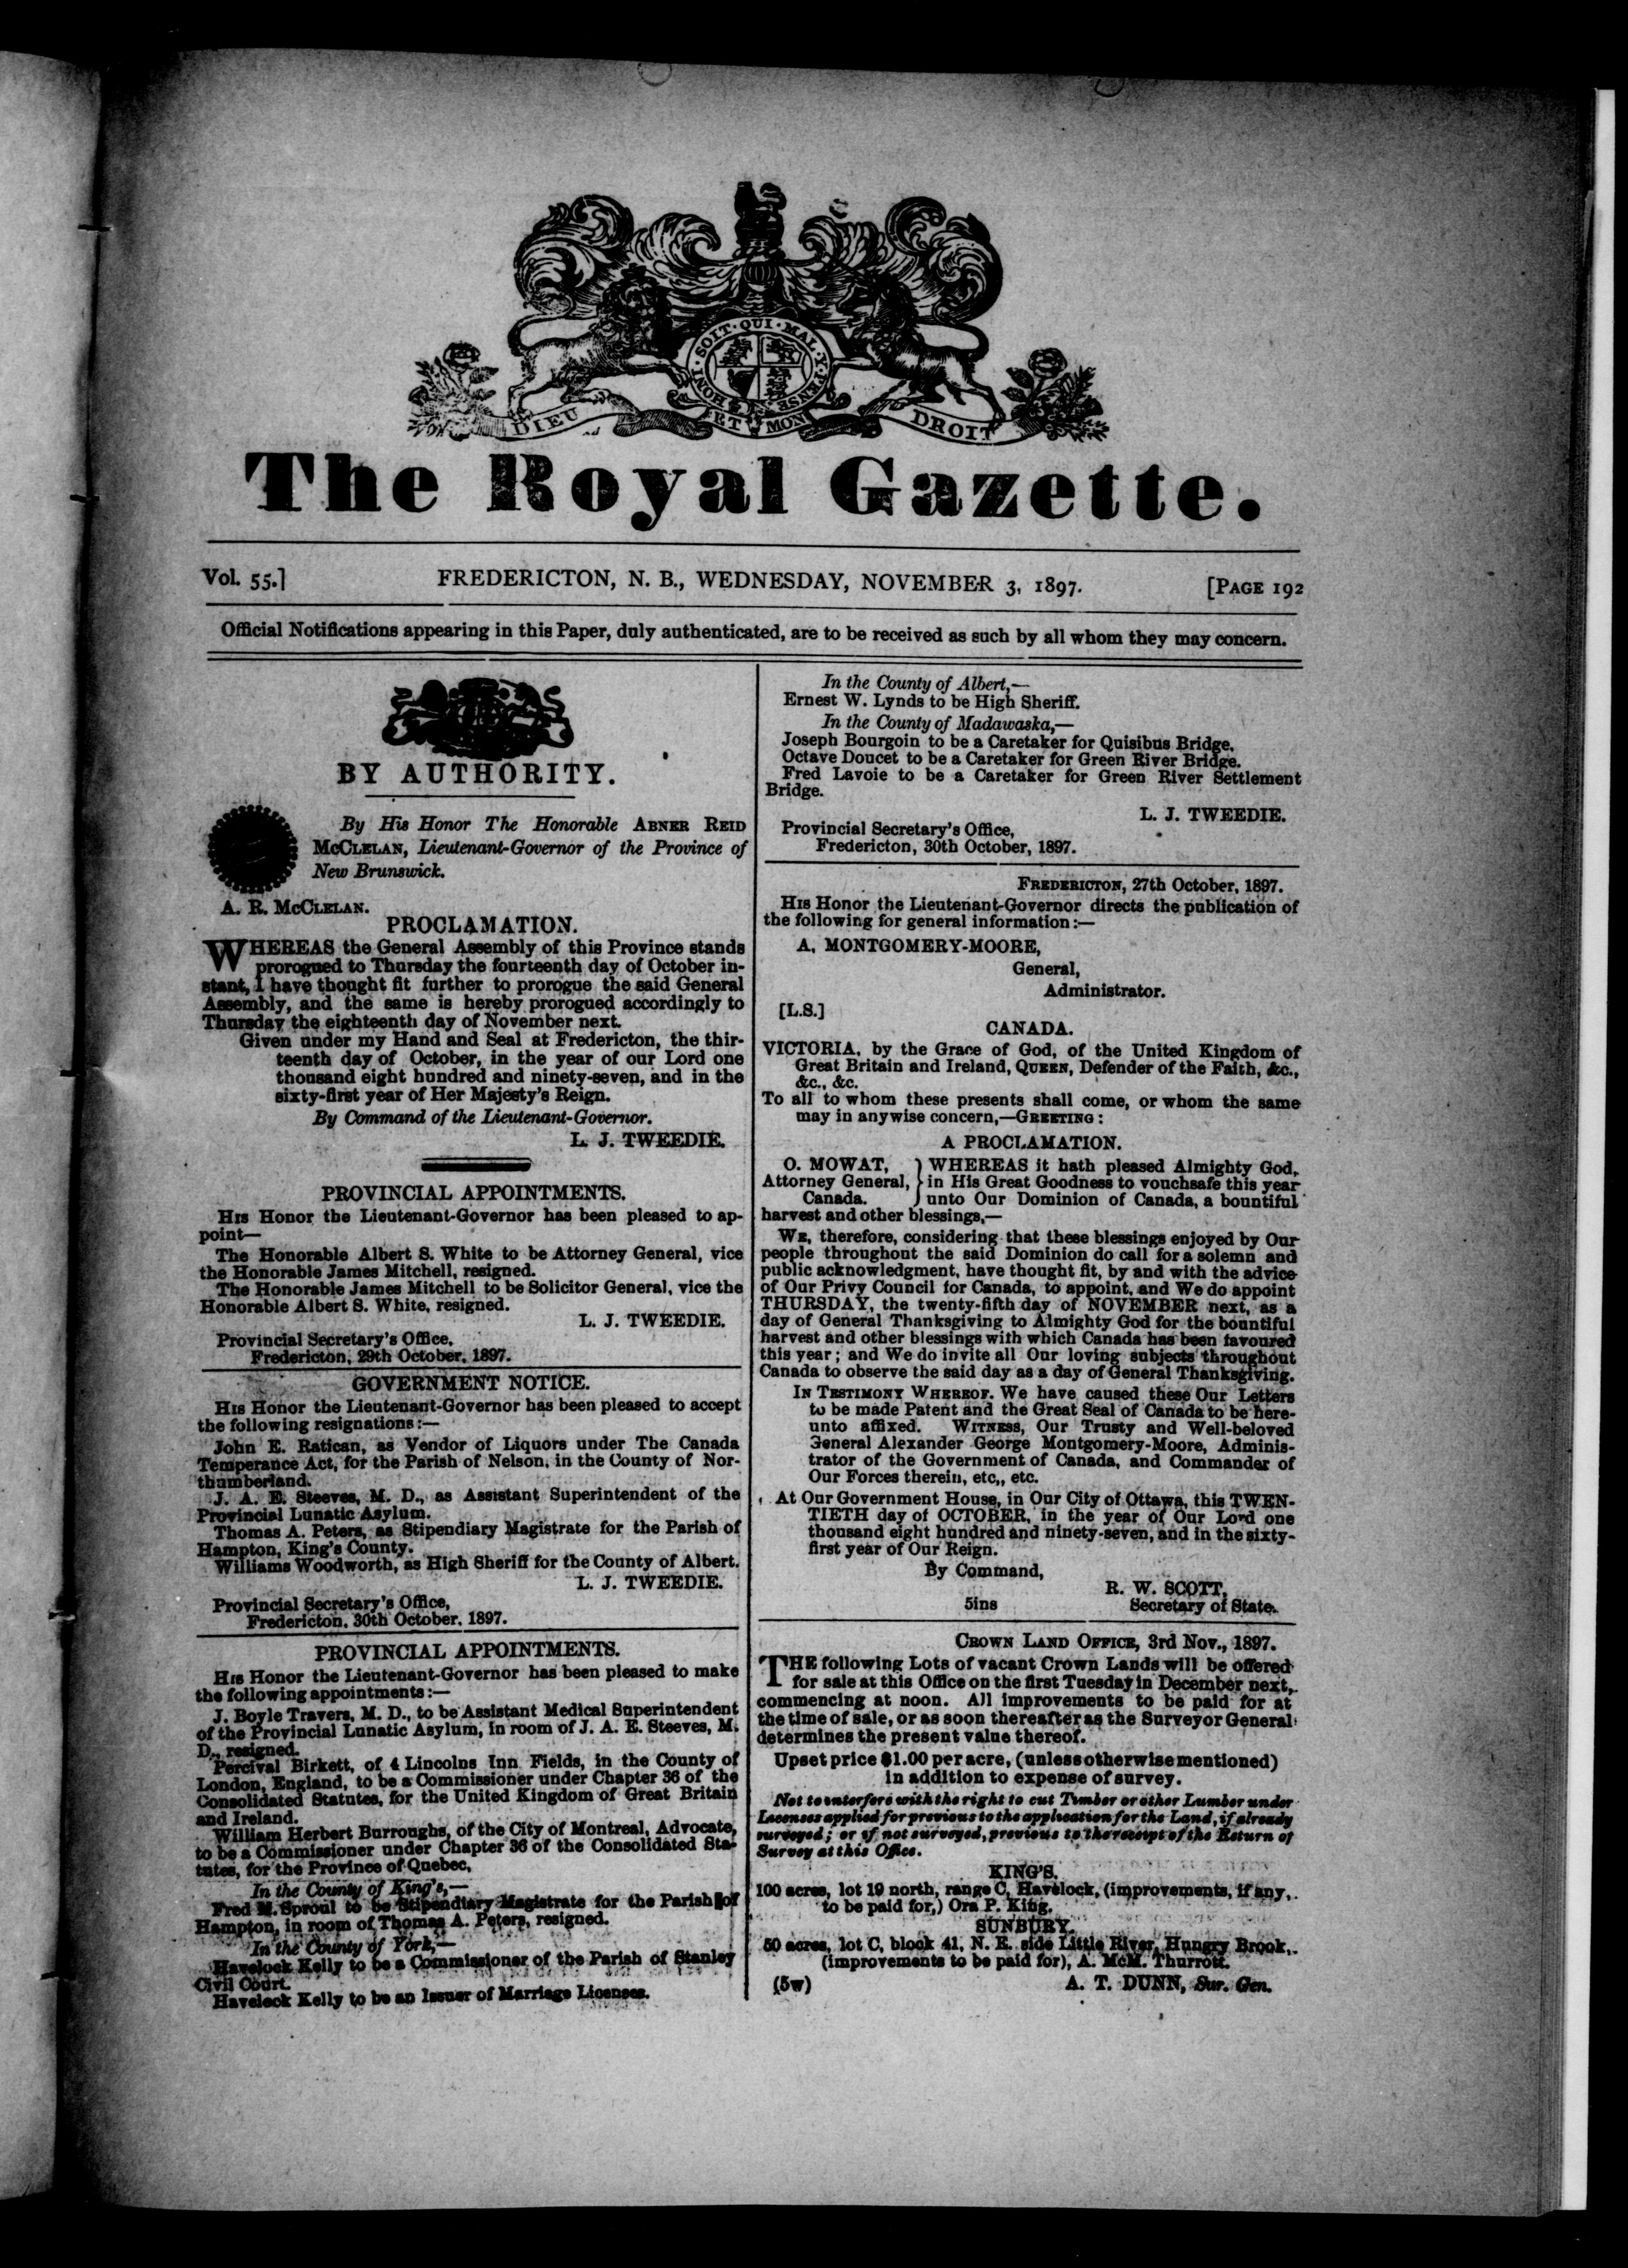 HONI · SOIT · QUI · MAL · Y · PENSE
DIEU ET MON DROIT
The Royal Gazette.
Vol. 55.] FREDERICTON, N. B., WEDNESDAY, NOVEMBER 3, 1897. [PAGE 192
Official Notifications appearing in this Paper, duly authenticated, are to be received as such by all whom they may concern.
BY AUTHORITY.
By His Honor The Honorable ABNER REID
MCCLELAN, Lieutenant-Governor of the Province of
New Brunswick.
A. R. MCCLELAN.
PROCLAMATION.
WHEREAS the General Assembly of this Province stands
prorogued to Thursday the fourteenth day of October in-
stant, I have thought fit further to prorogue the said General
Assembly, and the same is hereby prorogued accordingly to
Thursday the eighteenth day of November next.
Given under my Hand and Seal at Fredericton, the thir-
teenth day of October, in the year of our Lord one
thousand eight hundred and ninety-seven, and in the
sixty-first year of Her Majesty's Reign.
By Command of the Lieutenant-Governor.
L. J. TWEEDIE.
PROVINCIAL APPOINTMENTS.
HIS Honor the Lieutenant-Governor has been pleased to ap-
point—
The Honorable Albert S. White to be Attorney General, vice
the Honorable James Mitchell, resigned.
The Honorable James Mitchell to be Solicitor General, vice the
Honorable Albert S. White, resigned.
L. J. TWEEDIE.
Provincial Secretary's Office,
Fredericton, 29th October, 1897.
GOVERNMENT NOTICE.
HIS Honor the Lieutenant-Governor has been pleased to accept
the following resignations:—
John E. Ratican, as Vendor of Liquors under The Canada
Temperance Act, for the Parish of Nelson, in the County of Nor-
thumberland.
J. A. E. Steeves, M. D., as Assistant Superintendent of the
Provincial Lunatic Asylum.
Thomas A. Peters, as Stipendiary Magistrate for the Parish of
Hampton, King's County.
Williams Woodworth, as High Sheriff for the County of Albert.
L. J. TWEEDIE.
Provincial Secretary's Office,
Fredericton, 30th October, 1897.
PROVINCIAL APPOINTMENTS.
HIS Honor the Lieutenant-Governor has been pleased to make
the following appointments:—
J. Boyle Travers, M. D., to be Assistant Medical Superintendent
of the Provincial Lunatic Asylum, in room of J. A. E. Steeves, M.
D., resigned.
Percival Birkett, of 4 Lincolns Inn Fields, in the County of
London, England, to be a Commissioner under Chapter 36 of the
Consolidated Statutes, for the United Kingdom of Great Britain
and Ireland.
William Herbert Burroughs, of the City of Montreal, Advocate,
to be a Commissioner under Chapter 36 of the Consolidated Sta-
tutes, for the Province of Quebec,
In the County of King's,—
Fred M. Sproul to be Stipendiary Magistrate for the Parish of
Hampton, in room of Thomas A. Peters, resigned.
In the County of York,—
Havelock Kelly to be a Commissioner of the Parish of Stanley
Civil Court.
Havelock Kelly to be an Issuer of Marriage Licenses.
In the County of Albert,—
Ernest W. Lynds to be High Sheriff.
In the County of Madawaska,—
Joseph Bourgoin to be a Caretaker for Quisibus Bridge.
Octave Doucet to be a Caretaker for Green River Bridge.
Fred Lavoie to be a Caretaker for Green River Settlement
Bridge.
L. J. TWEEDIE.
Provincial Secretary's Office,
Fredericton, 30th October, 1897.
FREDERICTON, 27th October, 1897.
HIS Honor the Lieutenant-Governor directs the publication of
the following for general information:—
A. MONTGOMERY-MOORE,
General,
Administrator.
[L.S.]
CANADA.
VICTORIA, by the Grace of God, of the United Kingdom of
Great Britain and Ireland, QUEEN, Defender of the Faith, &c.,
&c., &c.
To all to whom these presents shall come, or whom the same
may in anywise concern,—GREETING:
A PROCLAMATION.
O. MOWAT, Attorney General, Canada. } WHEREAS it hath pleased Almighty God,
in His Great Goodness to vouchsafe this year
unto Our Dominion of Canada, a bountiful
harvest and other blessings,—
WE, therefore, considering that these blessings enjoyed by Our
people throughout the said Dominion do call for a solemn and
public acknowledgment, have thought fit, by and with the advice
of Our Privy Council for Canada, to appoint, and We do appoint
THURSDAY, the twenty-fifth day of NOVEMBER next, as a
day of General Thanksgiving to Almighty God for the bountiful
harvest and other blessings with which Canada has been favoured
this year; and We do invite all Our loving subjects throughout
Canada to observe the said day as a day of General Thanksgiving.
IN TESTIMONY WHEREOF. We have caused these Our Letters
to be made Patent and the Great Seal of Canada to be here-
unto affixed. WITNESS, Our Trusty and Well-beloved
General Alexander George Montgomery-Moore, Adminis-
trator of the Government of Canada, and Commander of
Our Forces therein, etc,, etc.
At Our Government House, in Our City of Ottawa, this TWEN-
TIETH day of OCTOBER, in the year of Our Lord one
thousand eight hundred and ninety-seven, and in the sixty-
first year of Our Reign.
By Command,
R. W. SCOTT,
5ins Secretary of State.
CROWN LAND OFFICE, 3rd Nov., 1897.
THE following Lots of vacant Crown Lands will be offered
for sale at this Office on the first Tuesday in December next,
commencing at noon. All improvements to be paid for at
the time of sale, or as soon thereafter as the Surveyor General
determines the present value thereof.
Upset price $1.00 per acre, (unless otherwise mentioned)
in addition to expense of survey.
Not to interfere with the right to cut Timber or other Lumber under
Licenses applied for previous to the application for the Land, if already
surveyed; or if not surveyed, previous to the receipt of the Return of
Survey at this Office.
KING'S.
100 acres, lot 19 north, range C, Havelock, (improvements, if any,
to be paid for,) Ora P. King.
SUNBURY.
50 acres, lot C, block 41, N. E. side Little River, Hungry Brook,
(improvements to be paid for), A. McM. Thurrott.
(5w) A. T. DUNN, Sur. Gen.